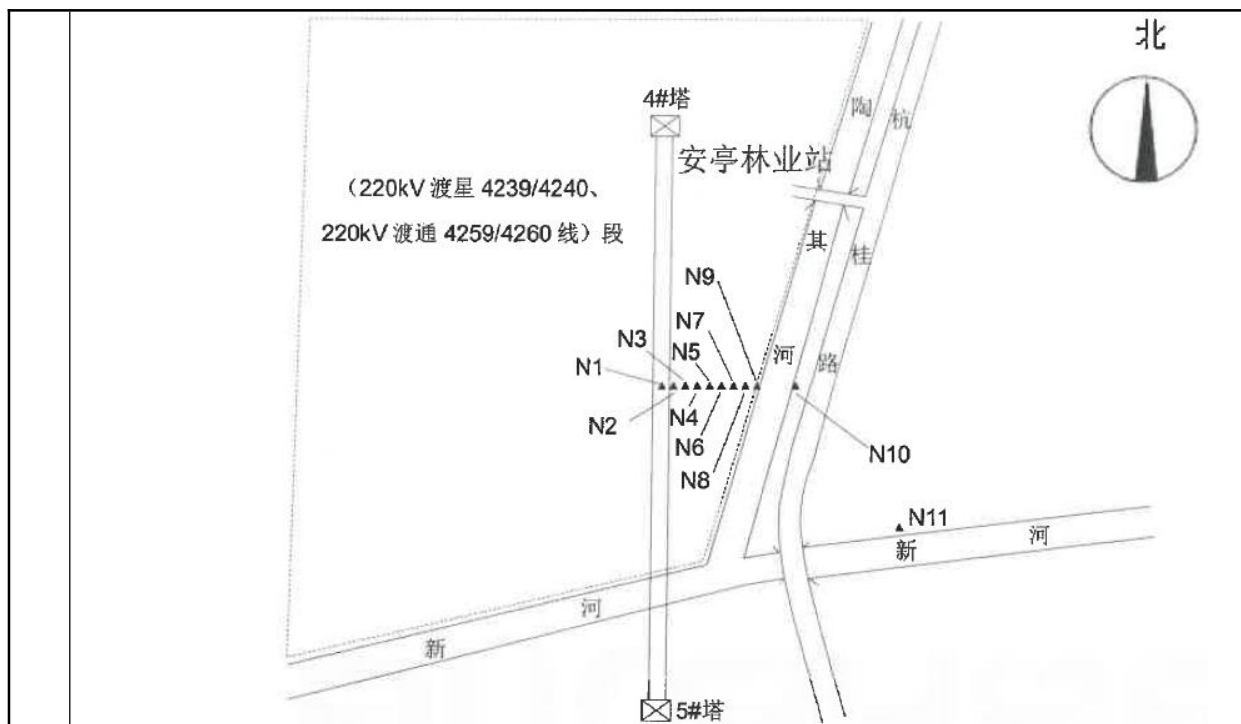 北
4#塔
安亭林业站
(220kV 渡星 4239/4240、
220kV 渡通 4259/4260 线)段
陶
其
河
杭
桂
路
N9
N7
N3
N5
N1
N2
N4
N6
N8
N10
N11
新
河
新
河
5#塔